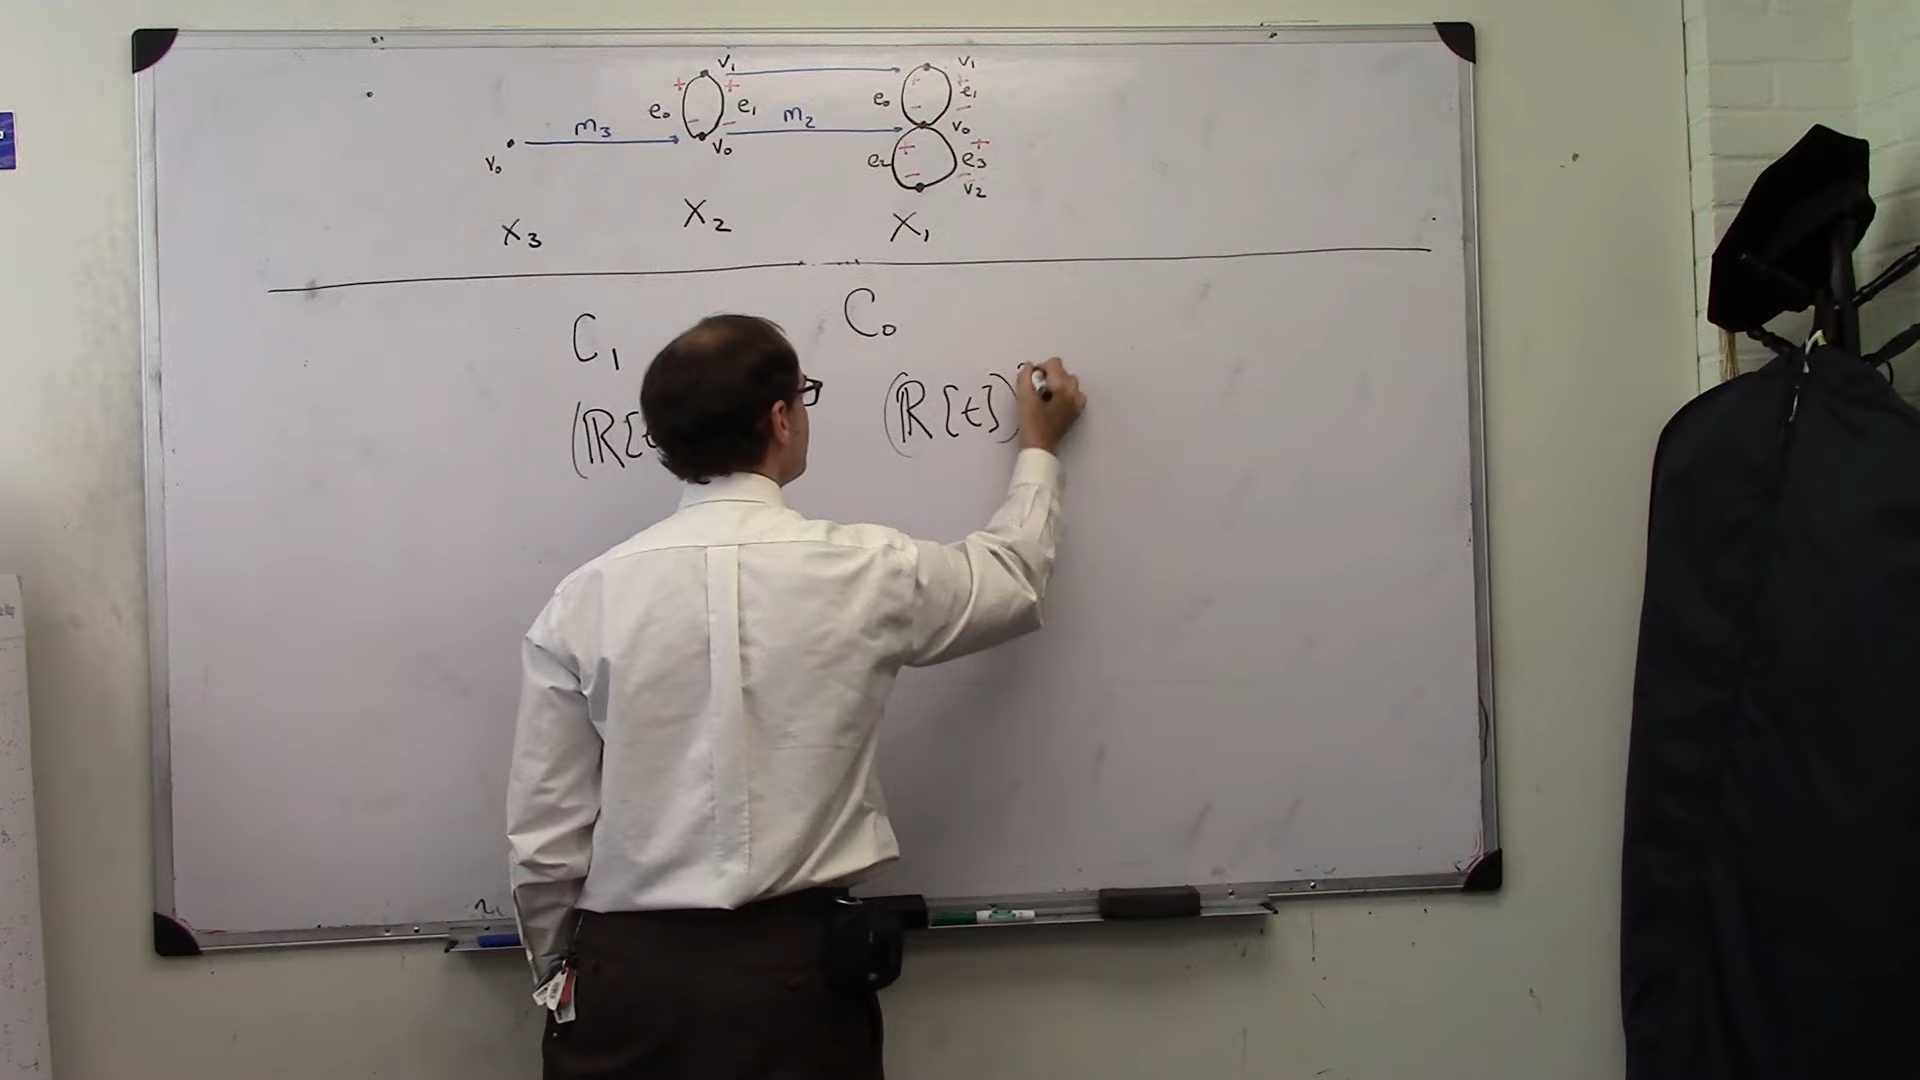 v₁ v₁
+ + + +
e₀ e₁ e₀ e₁
m₃ − − m₂ − −
v₀ v₀ v₀
+ +
e₂ e₃
− −
v₂
X₃ X₂ X₁
C₁ C₀
(ℝ[t (ℝ[t])